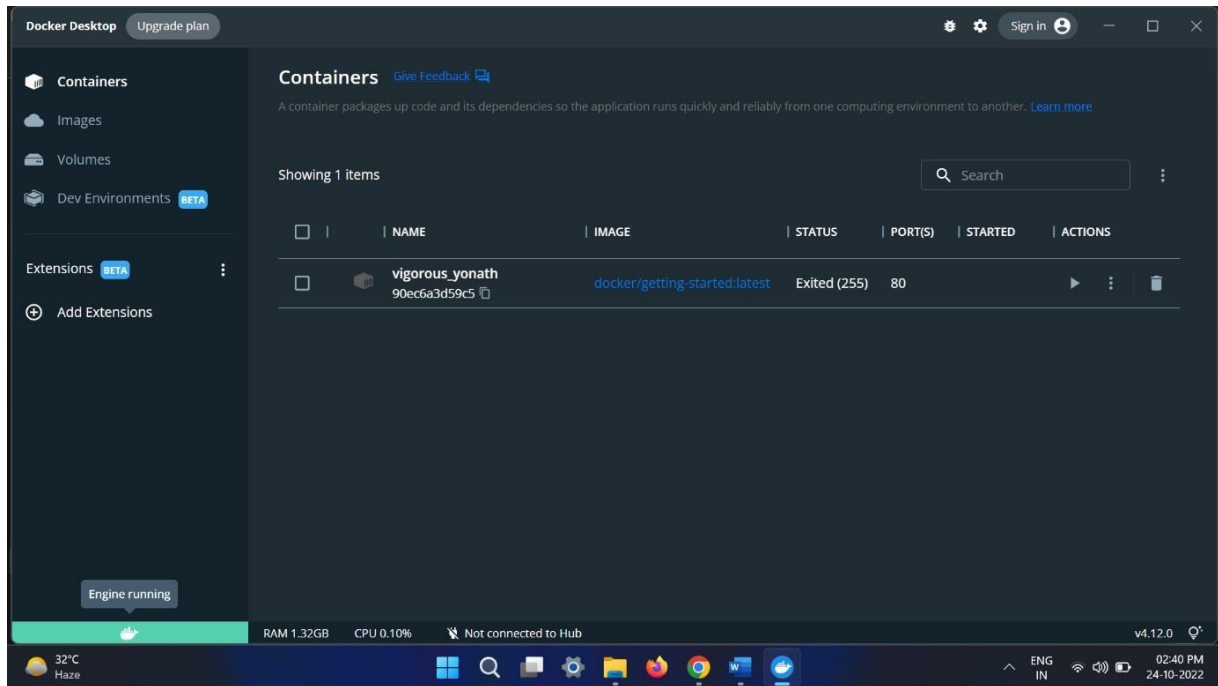 Docker Desktop Upgrade plan Sign in
Containers
Images
Volumes
Dev Environments BETA
Extensions BETA
Add Extensions
Containers Give Feedback
A container packages up code and its dependencies so the application runs quickly and reliably from one computing environment to another. Learn more
Showing 1 items
Search
NAME IMAGE STATUS PORT(S) STARTED ACTIONS
vigorous_yonath docker/getting-started:latest Exited (255) 80
90ec6a3d59c5
Engine running
RAM 1.32GB CPU 0.10% Not connected to Hub v4.12.0
32°C
Haze
ENG
IN
02:40 PM
24-10-2022